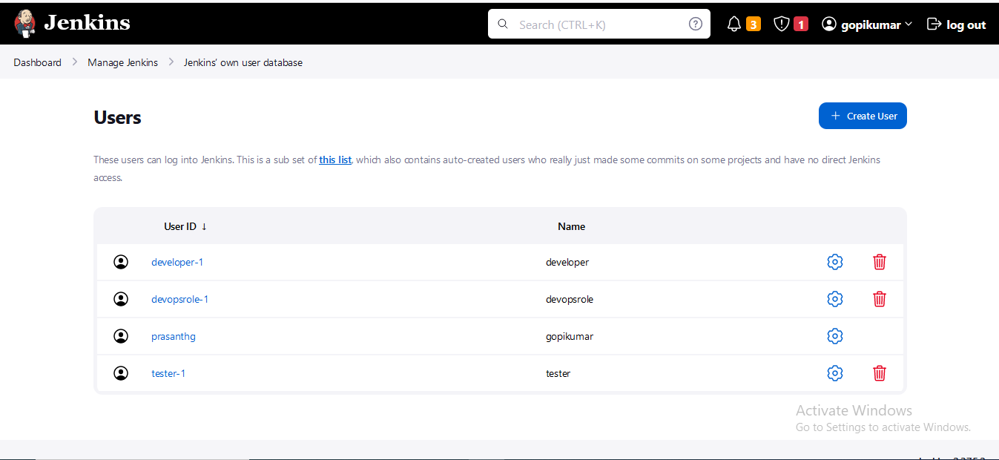 Jenkins
Search (CTRL+K)
?
3
1
gopikumar
log out
Dashboard > Manage Jenkins > Jenkins' own user database
Users
+ Create User
These users can log into Jenkins. This is a sub set of this list, which also contains auto-created users who really just made some commits on some projects and have no direct Jenkins
access.
User ID ↓ Name
developer-1 developer
devopsrole-1 devopsrole
prasanthg gopikumar
tester-1 tester
Activate Windows
Go to Settings to activate Windows.